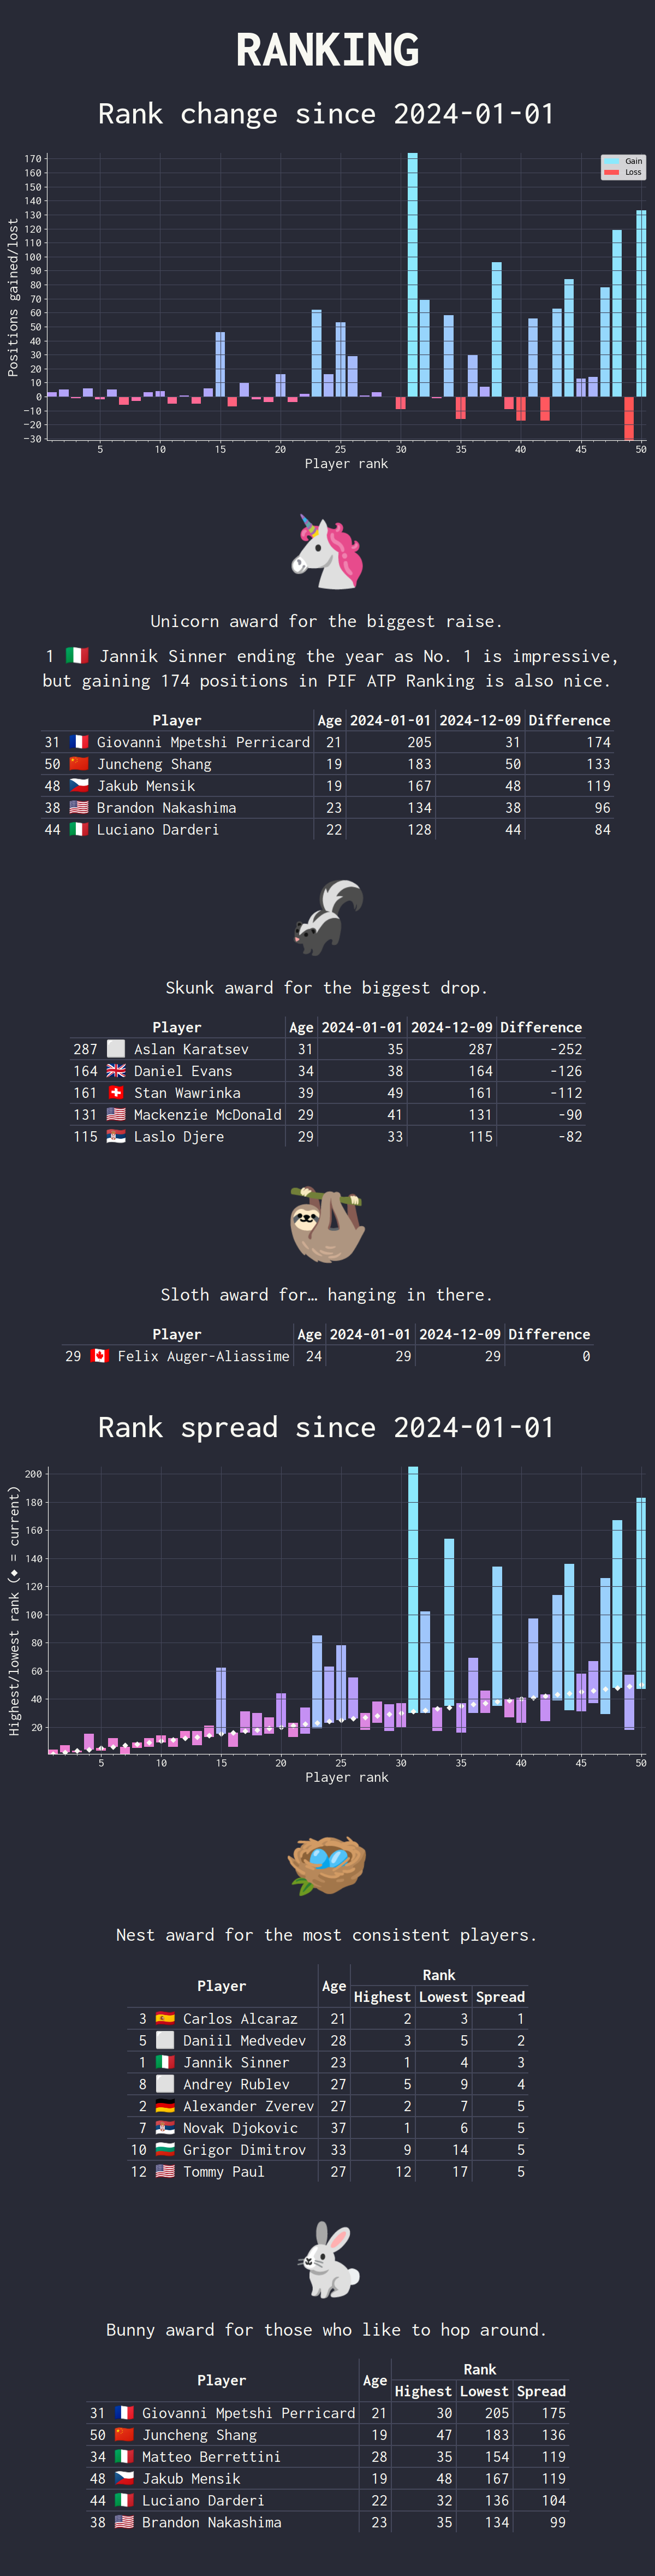 RANKING
Rank change since 2024-01-01
Positions gained/lost
170
160
150
140
130
120
110
100
90
80
70
60
50
40
30
20
10
0
−10
−20
−30
Gain
Loss
5 10 15 20 25 30 35 40 45 50
Player rank
Unicorn award for the biggest raise.
1 Jannik Sinner ending the year as No. 1 is impressive,
but gaining 174 positions in PIF ATP Ranking is also nice.
Player Age 2024-01-01 2024-12-09 Difference
31 Giovanni Mpetshi Perricard 21 205 31 174
50 Juncheng Shang 19 183 50 133
48 Jakub Mensik 19 167 48 119
38 Brandon Nakashima 23 134 38 96
44 Luciano Darderi 22 128 44 84
Skunk award for the biggest drop.
Player Age 2024-01-01 2024-12-09 Difference
287 Aslan Karatsev 31 35 287 -252
164 Daniel Evans 34 38 164 -126
161 Stan Wawrinka 39 49 161 -112
131 Mackenzie McDonald 29 41 131 -90
115 Laslo Djere 29 33 115 -82
Sloth award for… hanging in there.
Player Age 2024-01-01 2024-12-09 Difference
29 Felix Auger-Aliassime 24 29 29 0
Rank spread since 2024-01-01
Highest/lowest rank (◆ = current)
200
180
160
140
120
100
80
60
40
20
5 10 15 20 25 30 35 40 45 50
Player rank
Nest award for the most consistent players.
Player Age Rank
Highest Lowest Spread
3 Carlos Alcaraz 21 2 3 1
5 Daniil Medvedev 28 3 5 2
1 Jannik Sinner 23 1 4 3
8 Andrey Rublev 27 5 9 4
2 Alexander Zverev 27 2 7 5
7 Novak Djokovic 37 1 6 5
10 Grigor Dimitrov 33 9 14 5
12 Tommy Paul 27 12 17 5
Bunny award for those who like to hop around.
Player Age Rank
Highest Lowest Spread
31 Giovanni Mpetshi Perricard 21 30 205 175
50 Juncheng Shang 19 47 183 136
34 Matteo Berrettini 28 35 154 119
48 Jakub Mensik 19 48 167 119
44 Luciano Darderi 22 32 136 104
38 Brandon Nakashima 23 35 134 99